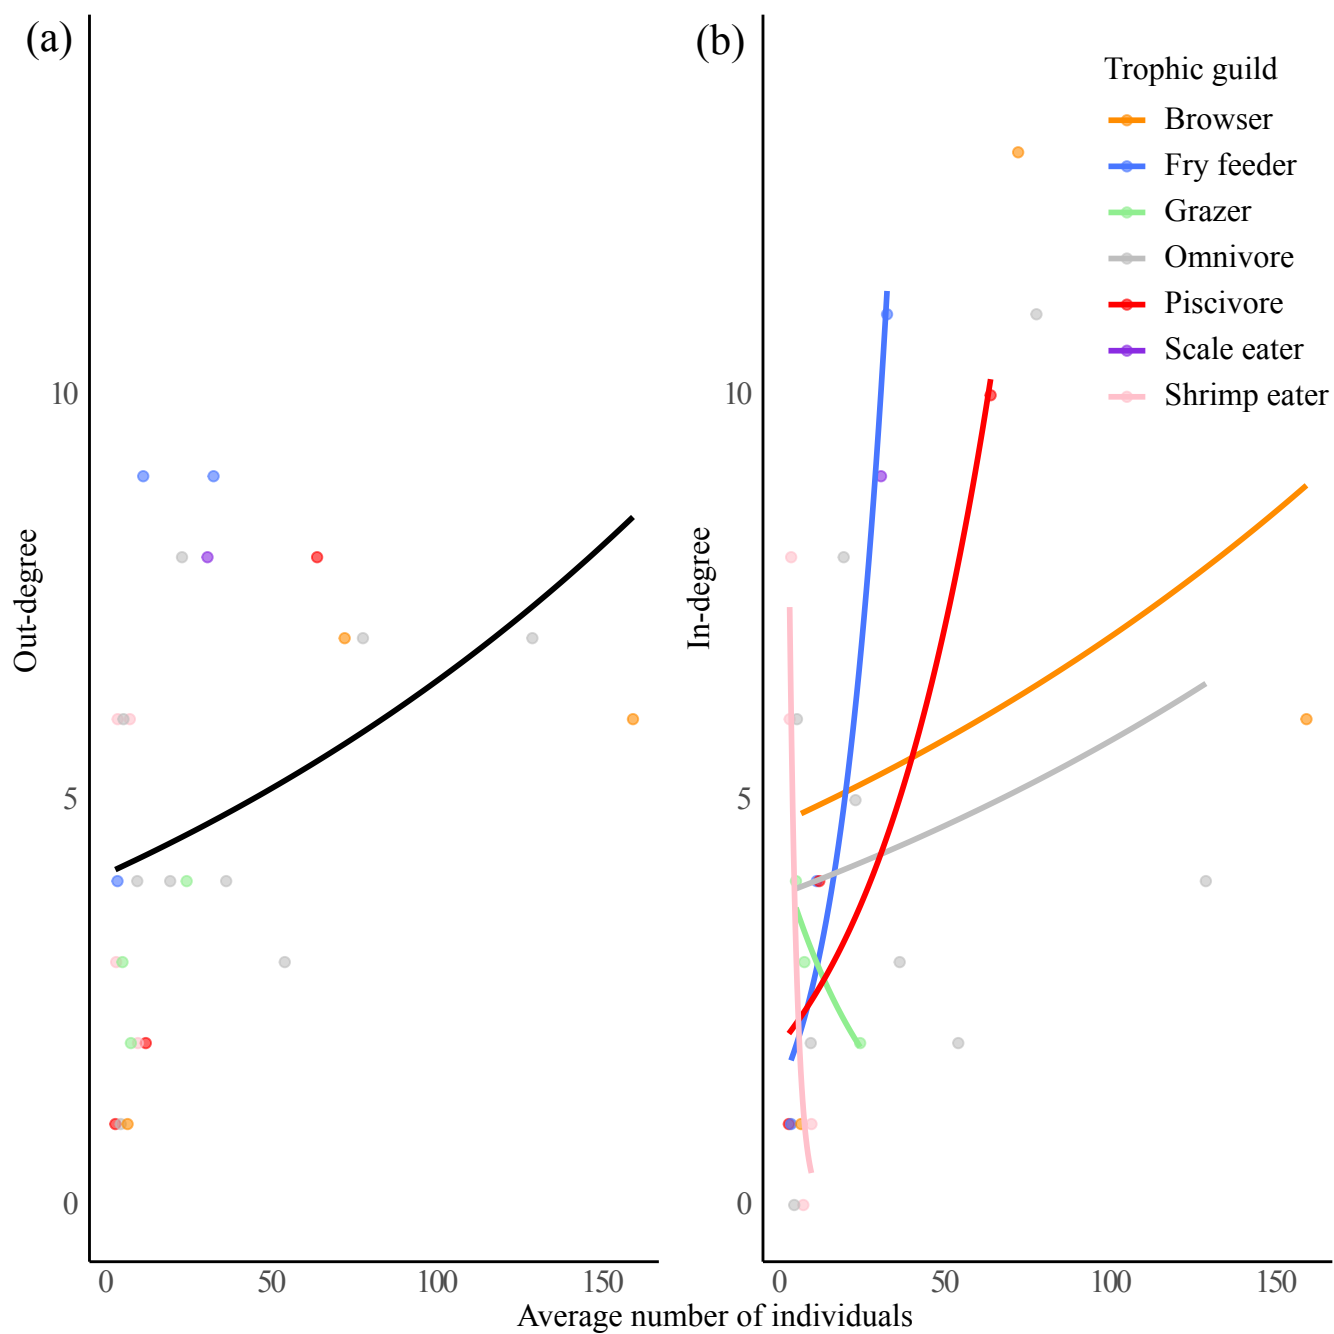 (a)
Out-degree
10
5
0
0 50 100 150
(b)
In-degree
10
5
0
0 50 100 150
Trophic guild
Browser
Fry feeder
Grazer
Omnivore
Piscivore
Scale eater
Shrimp eater
Average number of individuals